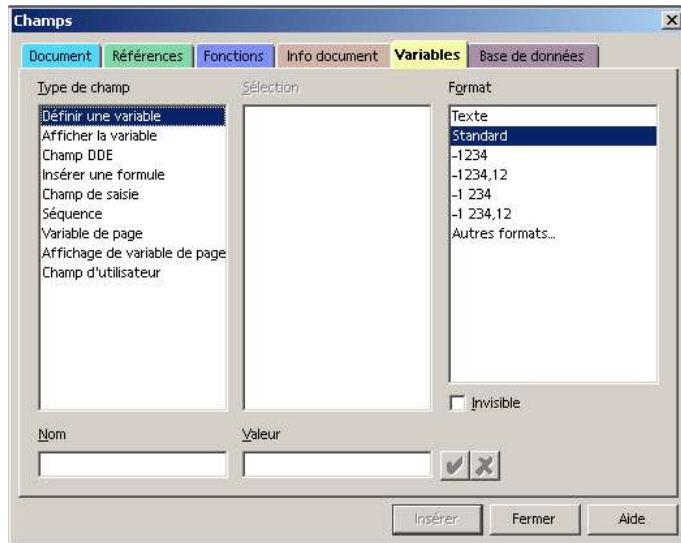 Champs
Document Références Fonctions Info document Variables Base de données
Type de champ
Définir une variable
Afficher la variable
Champ DDE
Insérer une formule
Champ de saisie
Séquence
Variable de page
Affichage de variable de page
Champ d'utilisateur
Sélection
Format
Texte
Standard
-1234
-1234,12
-1 234
-1 234,12
Autres formats...
Invisible
Nom
Valeur
Insérer Fermer Aide